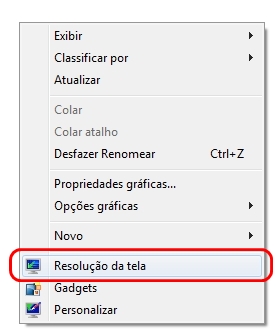 Exibir
Classificar por
Atualizar
Colar
Colar atalho
Desfazer Renomear Ctrl+Z
Propriedades gráficas...
Opções gráficas
Novo
Resolução da tela
Gadgets
Personalizar